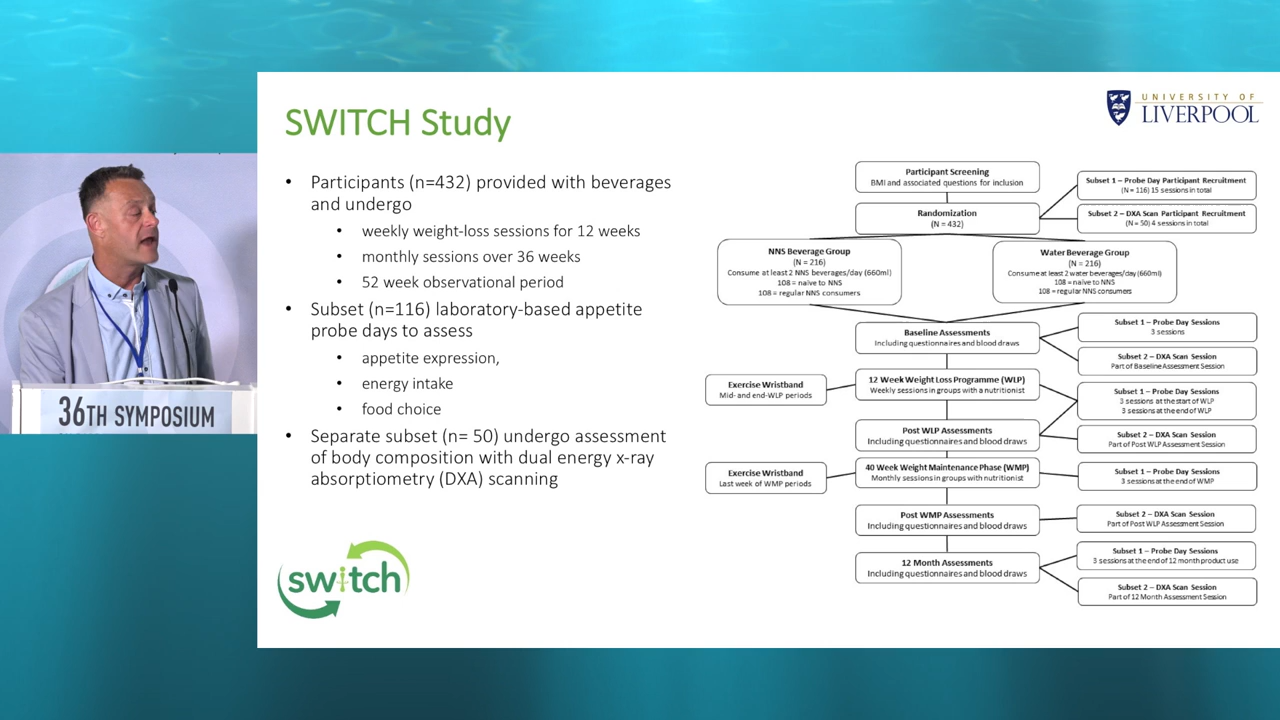 SWITCH Study
UNIVERSITY OF
LIVERPOOL
• Participants (n=432) provided with beverages
and undergo
• weekly weight-loss sessions for 12 weeks
• monthly sessions over 36 weeks
• 52 week observational period
• Subset (n=116) laboratory-based appetite
probe days to assess
• appetite expression,
• energy intake
• food choice
• Separate subset (n= 50) undergo assessment
of body composition with dual energy x-ray
absorptiometry (DXA) scanning
switch
36TH SYMPOSIUM
Participant Screening
BMI and associated questions for inclusion
Randomization
(N = 432)
Subset 1 – Probe Day Participant Recruitment
(N = 116) 15 sessions in total
Subset 2 – DXA Scan Participant Recruitment
(N = 50) 4 sessions in total
NNS Beverage Group
(N = 216)
Consume at least 2 NNS beverages/day (660ml)
108 = naïve to NNS
108 = regular NNS consumers
Water Beverage Group
(N = 216)
Consume at least 2 water beverages/day (660ml)
108 = naïve to NNS
108 = regular NNS consumers
Baseline Assessments
Including questionnaires and blood draws
Subset 1 – Probe Day Sessions
3 sessions
Subset 2 – DXA Scan Session
Part of Baseline Assessment Session
Exercise Wristband
Mid- and end-WLP periods
12 Week Weight Loss Programme (WLP)
Weekly sessions in groups with a nutritionist
Subset 1 – Probe Day Sessions
3 sessions at the start of WLP
3 sessions at the end of WLP
Post WLP Assessments
Including questionnaires and blood draws
Subset 2 – DXA Scan Session
Part of Post WLP Assessment Session
Exercise Wristband
Last week of WMP periods
40 Week Weight Maintenance Phase (WMP)
Monthly sessions in groups with nutritionist
Subset 1 – Probe Day Sessions
3 sessions at the end of WMP
Post WMP Assessments
Including questionnaires and blood draws
Subset 2 – DXA Scan Session
Part of Post WLP Assessment Session
12 Month Assessments
Including questionnaires and blood draws
Subset 1 – Probe Day Sessions
3 sessions at the end of 12 month product use
Subset 2 – DXA Scan Session
Part of 12 Month Assessment Session